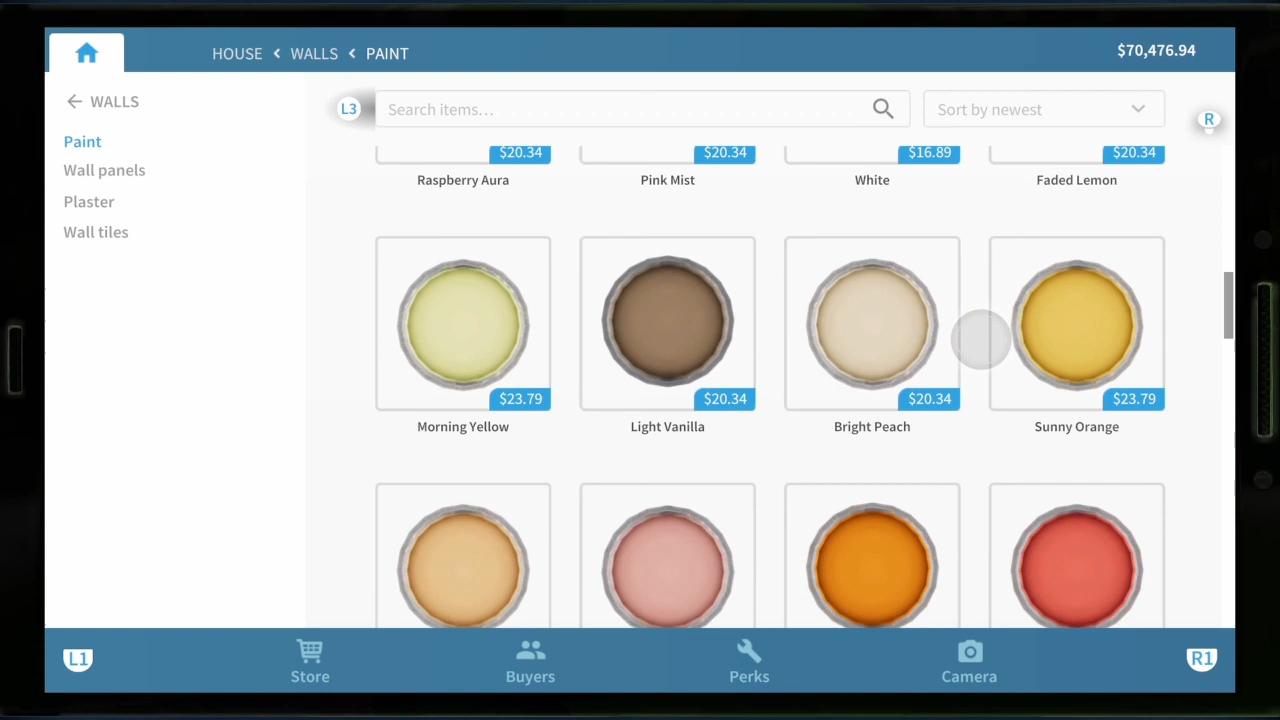 HOUSE < WALLS < PAINT
$70,476.94
WALLS
L3
Search items...
Sort by newest
R
Paint
Wall panels
Plaster
Wall tiles
$20.34
$20.34
$16.89
$20.34
Raspberry Aura
Pink Mist
White
Faded Lemon
$23.79
$20.34
$20.34
$23.79
Morning Yellow
Light Vanilla
Bright Peach
Sunny Orange
L1
Store
Buyers
Perks
Camera
R1